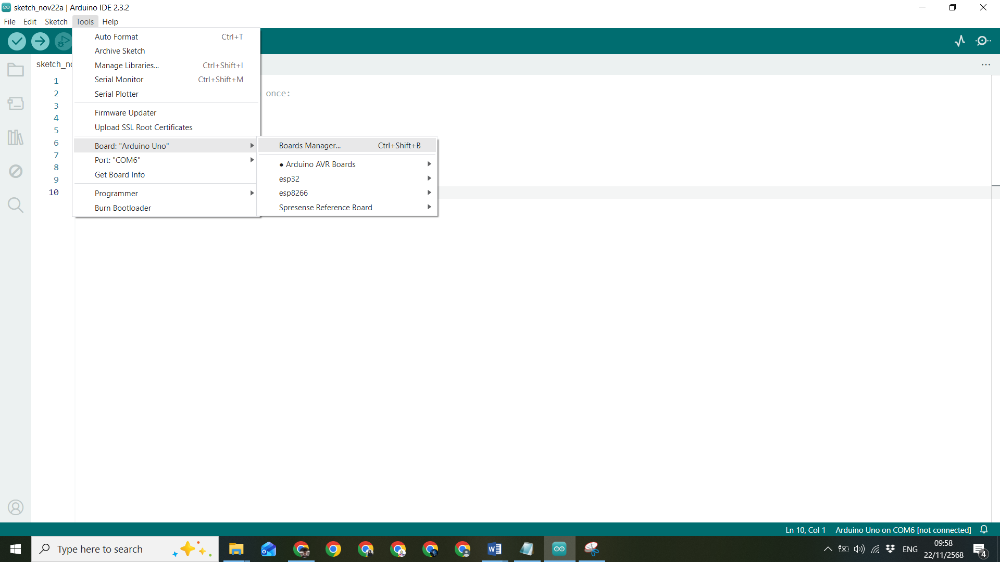 sketch_nov22a | Arduino IDE 2.3.2
File Edit Sketch Tools Help
Auto Format Ctrl+T
Archive Sketch
Manage Libraries... Ctrl+Shift+I
Serial Monitor Ctrl+Shift+M
Serial Plotter
Firmware Updater
Upload SSL Root Certificates
Board: "Arduino Uno"
Port: "COM6"
Get Board Info
Programmer
Burn Bootloader
Boards Manager... Ctrl+Shift+B
● Arduino AVR Boards
esp32
esp8266
Spresense Reference Board
sketch_no
1
2 once:
3
4
5
6
7
8
9
10
Ln 10, Col 1 Arduino Uno on COM6 [not connected]
Type here to search
ENG
09:58
22/11/2568
4